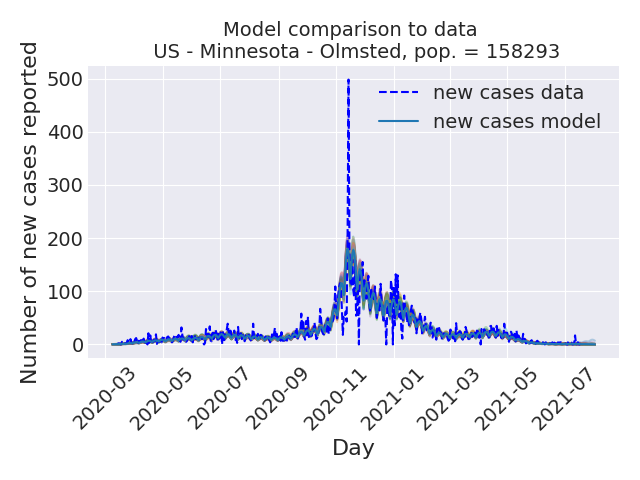 Model comparison to data
US - Minnesota - Olmsted, pop. = 158293
Number of new cases reported
500
400
300
200
100
0
new cases data
new cases model
2020-03
2020-05
2020-07
2020-09
2020-11
2021-01
2021-03
2021-05
2021-07
Day